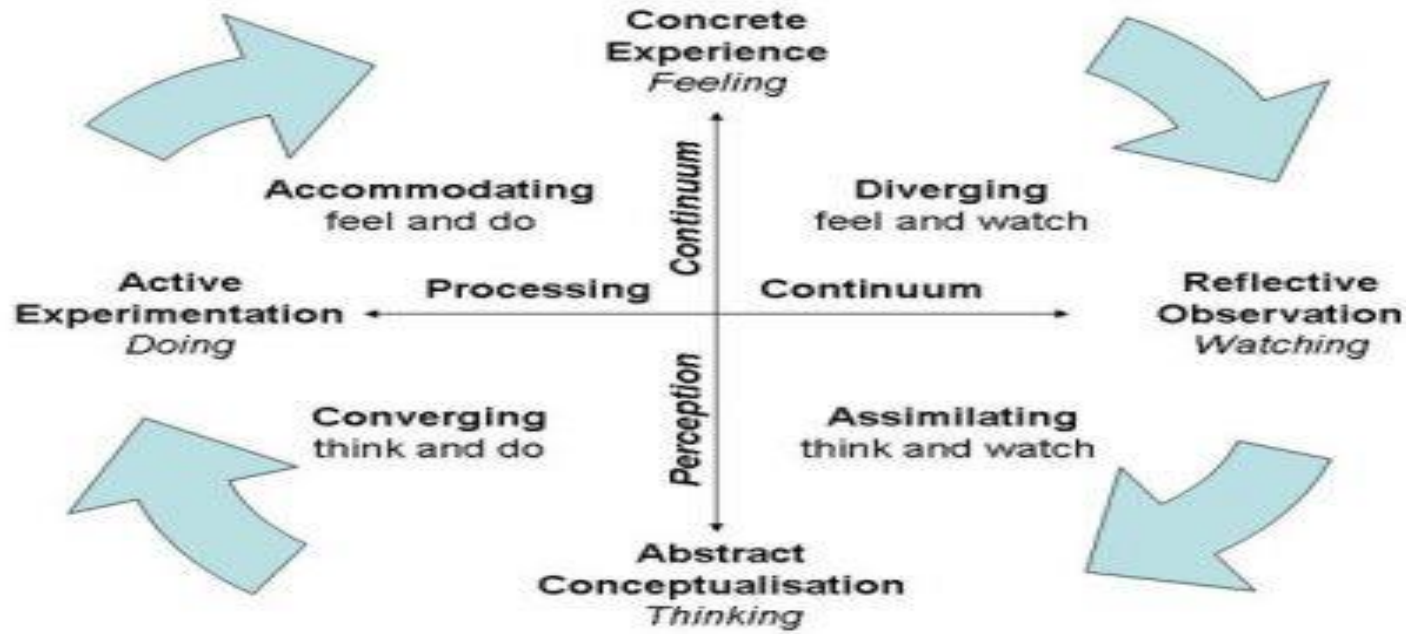 Concrete
Experience
Feeling
Accommodating
feel and do
Continuum
Diverging
feel and watch
Active
Experimentation
Doing
Processing
Continuum
Reflective
Observation
Watching
Converging
think and do
Perception
Assimilating
think and watch
Abstract
Conceptualisation
Thinking